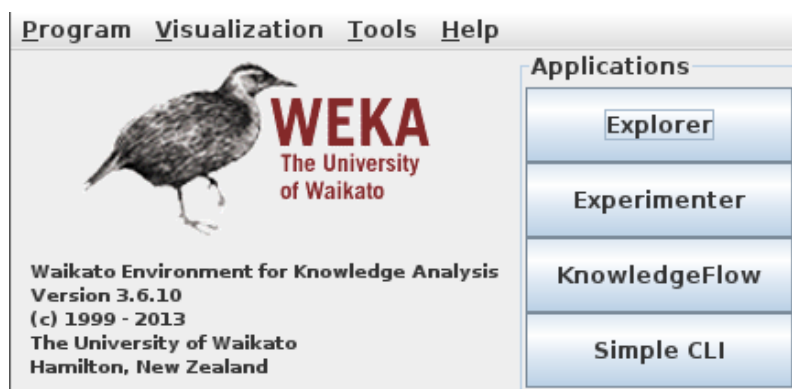 Program Visualization Tools Help
WEKA
The University
of Waikato
Waikato Environment for Knowledge Analysis
Version 3.6.10
(c) 1999 - 2013
The University of Waikato
Hamilton, New Zealand
Applications
Explorer
Experimenter
KnowledgeFlow
Simple CLI